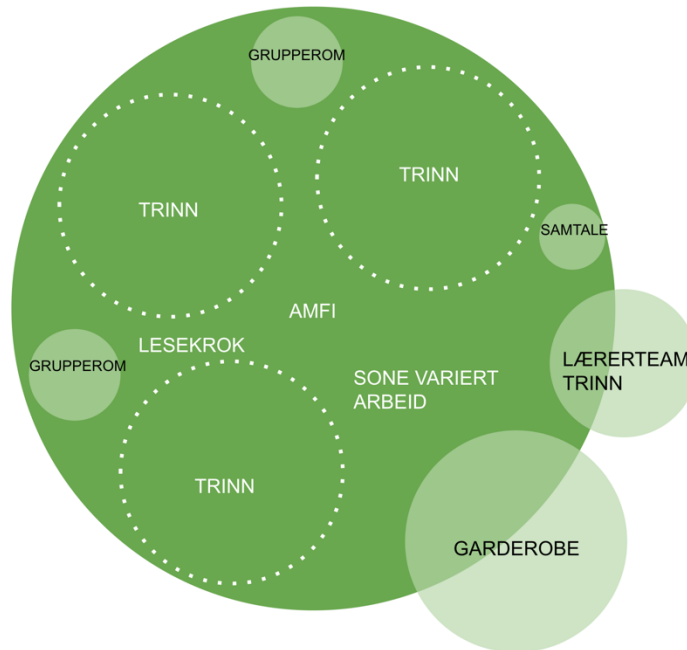 GRUPPEROM
TRINN
TRINN
SAMTALE
AMFI
LESEKROK
GRUPPEROM
LÆRERTEAM
TRINN
SONE VARIERT
ARBEID
TRINN
GARDEROBE